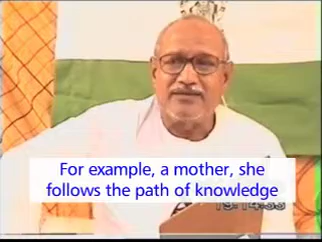 For example, a mother, she
follows the path of knowledge